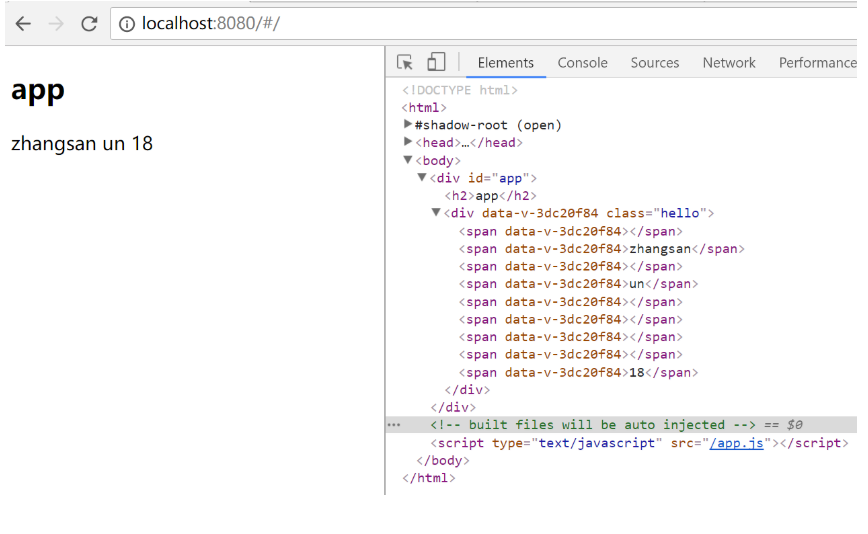 localhost:8080/#/
app
zhangsan un 18
Elements Console Sources Network Performance
<!DOCTYPE html>
<html>
#shadow-root (open)
<head>…</head>
<body>
<div id="app">
<h2>app</h2>
<div data-v-3dc20f84 class="hello">
<span data-v-3dc20f84></span>
<span data-v-3dc20f84>zhangsan</span>
<span data-v-3dc20f84></span>
<span data-v-3dc20f84>un</span>
<span data-v-3dc20f84></span>
<span data-v-3dc20f84></span>
<span data-v-3dc20f84></span>
<span data-v-3dc20f84></span>
<span data-v-3dc20f84>18</span>
</div>
</div>
<!-- built files will be auto injected --> == $0
<script type="text/javascript" src="/app.js"></script>
</body>
</html>